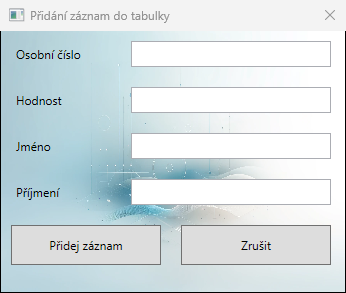 Přidání záznam do tabulky
Osobní číslo
Hodnost
Jméno
Příjmení
Přidej záznam
Zrušit